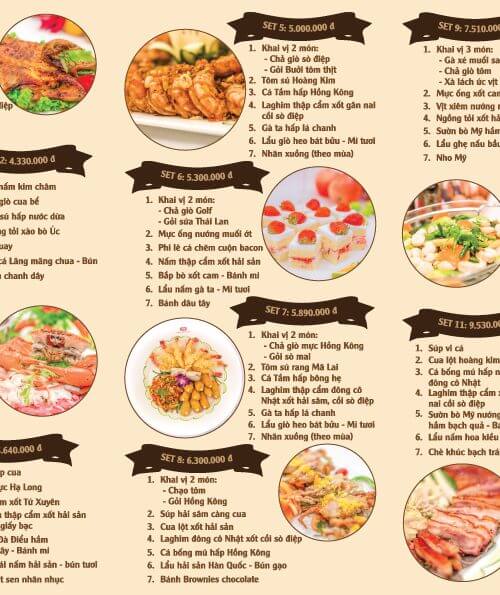 điệp
2: 4.330.000 đ
nấm kim châm
giò cua bể
sú hấp nước dừa
g tỏi xào bò Úc
uay
cá Lăng măng chua - Bún
n chanh dây
.640.000 đ
p cua
ực Hạ Long
m xốt Tứ Xuyên
n thập cẩm xốt hải sản
giấy bạc
Đà Điểu hầm
ây - Bánh mì
ái nấm hải sản - bún tươi
t sen nhãn nhục
SET 5: 5.000.000 đ
1. Khai vị 2 món:
- Chả giò sò điệp
- Gỏi Bưởi tôm thịt
2. Tôm sú Hoàng Kim
3. Cá Tầm hấp Hồng Kông
4. Laghim thập cẩm xốt gân nai
cồi sò điệp
5. Gà ta hấp lá chanh
6. Lẩu giò heo bát bửu - Mì tươi
7. Nhãn xuồng (theo mùa)
SET 6: 5.300.000 đ
1. Khai vị 2 món:
- Chả giò Golf
- Gỏi sứa Thái Lan
2. Mực ống nướng muối ớt
3. Phi lê cá chẽm cuộn bacon
4. Nấm thập cẩm xốt hải sản
5. Bắp bò xốt cam - Bánh mì
6. Lẩu nấm gà ta - Mì tươi
7. Bánh dâu tây
SET 7: 5.890.000 đ
1. Khai vị 2 món:
- Chả giò mực Hồng Kông
- Gỏi sò mai
2. Tôm sú rang Mã Lai
3. Cá Tầm hấp bông hẹ
4. Laghim thập cẩm đông cô
Nhật xốt hải sâm, cồi sò điệp
5. Gà ta hấp lá chanh
6. Lẩu giò heo bát bửu - Mì tươi
7. Nhãn xuồng (theo mùa)
SET 8: 6.300.000 đ
1. Khai vị 2 món:
- Chạo tôm
- Gỏi Hồng Kông
2. Súp hải sâm càng cua
3. Cua lột xốt hải sản
4. Laghim đông cô Nhật xốt cồi sò điệp
5. Cá bống mú hấp Hồng Kông
6. Lẩu hải sản Hàn Quốc - Bún gạo
7. Bánh Brownies chocolate
SET 9: 7.510.000
1. Khai vị 3 món:
- Gà xé muối sa
- Chả giò tôm
- Xà lách ức vịt
2. Mực ống xốt cam
3. Vịt xiêm nướng m
4. Ngồng tỏi xốt hải
5. Sườn bò Mỹ hầm
6. Lẩu ghẹ nấu bầu
7. Nho Mỹ
SET 11: 9.530.00
1. Súp vi cá
2. Cua lột hoàng kim
3. Cá bống mú hấp n
đông cô Nhật
4. Laghim thập cẩm x
nai cồi sò điệp
5. Sườn bò Mỹ nướng
hầm bạch quả - Bán
6. Lẩu nấm hoa kiều
7. Chè khúc bạch trá